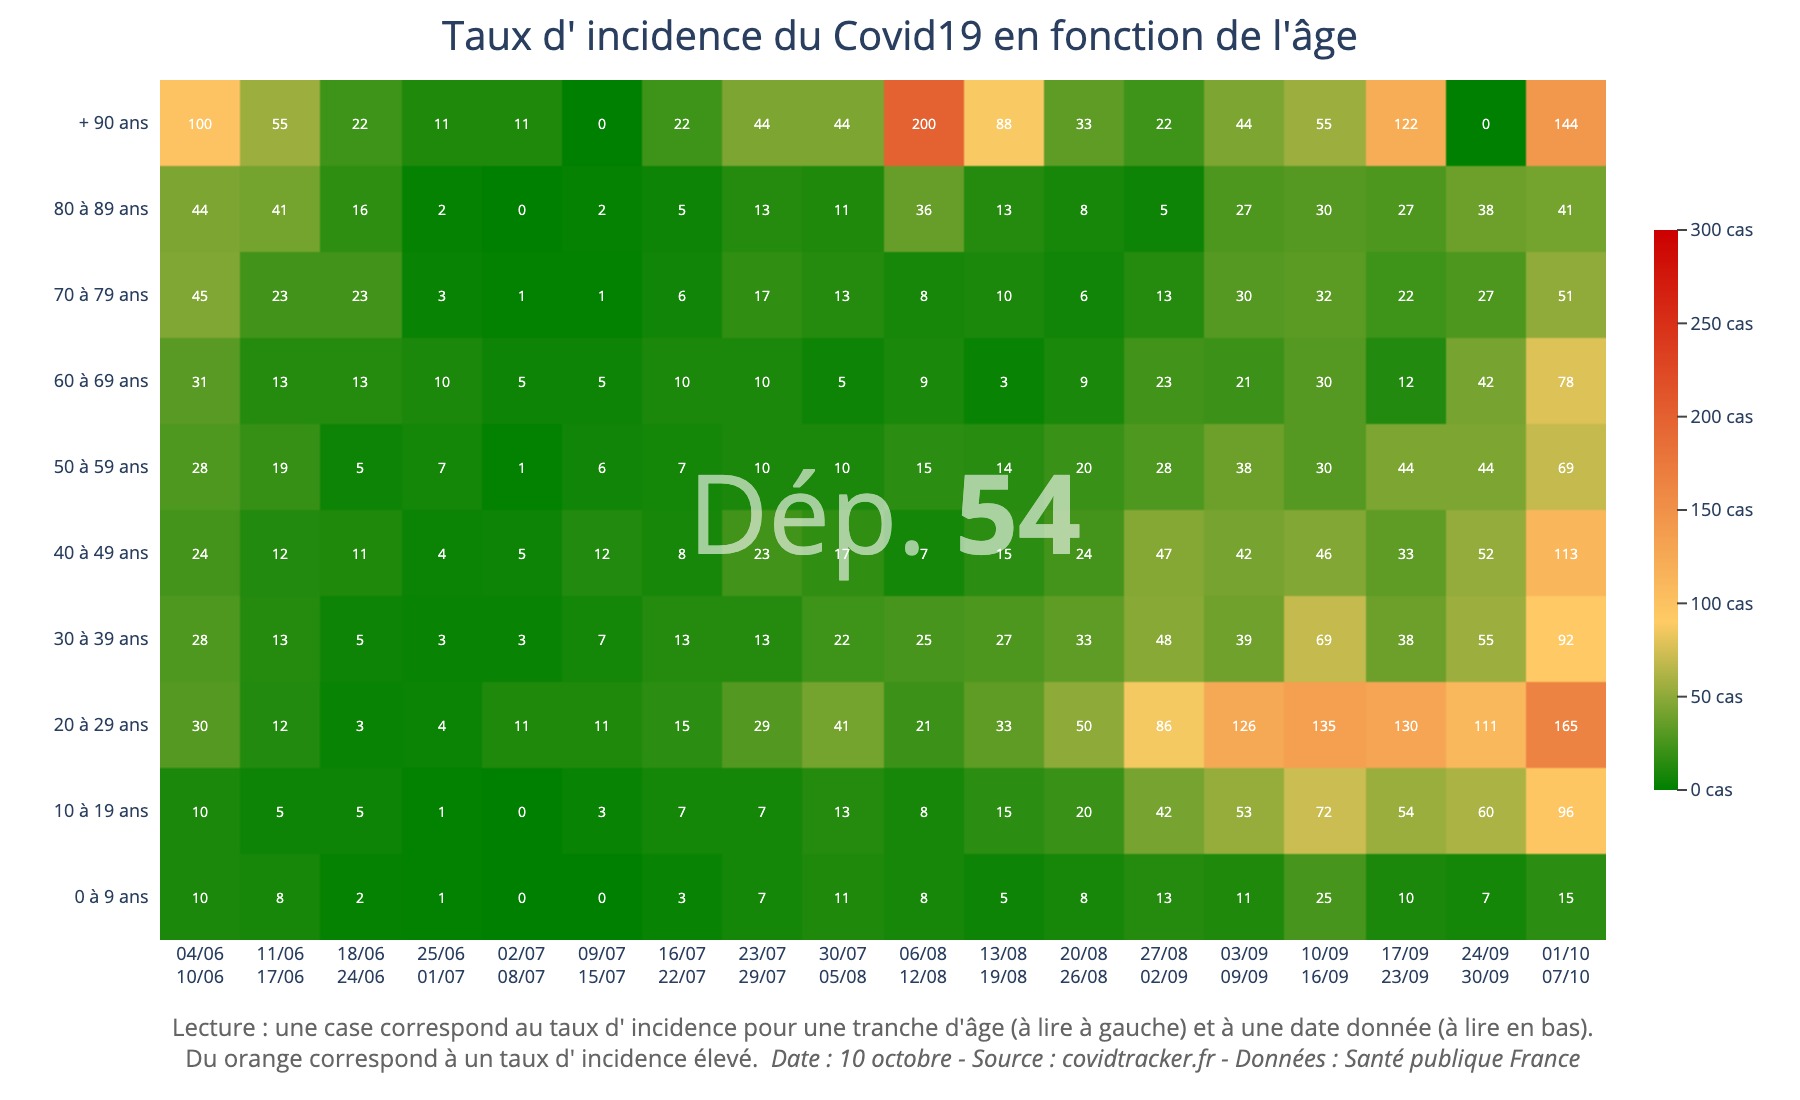 Taux d' incidence du Covid19 en fonction de l'âge
+ 90 ans 100 55 22 11 11 0 22 44 44 200 88 33 22 44 55 122 0 144
80 à 89 ans 44 41 16 2 0 2 5 13 11 36 13 8 5 27 30 27 38 41
70 à 79 ans 45 23 23 3 1 1 6 17 13 8 10 6 13 30 32 22 27 51
60 à 69 ans 31 13 13 10 5 5 10 10 5 9 3 9 23 21 30 12 42 78
50 à 59 ans 28 19 5 7 1 6 7 10 10 15 14 20 28 38 30 44 44 69
Dép. 54
40 à 49 ans 24 12 11 4 5 12 8 23 17 7 15 24 47 42 46 33 52 113
30 à 39 ans 28 13 5 3 3 7 13 13 22 25 27 33 48 39 69 38 55 92
20 à 29 ans 30 12 3 4 11 11 15 29 41 21 33 50 86 126 135 130 111 165
10 à 19 ans 10 5 5 1 0 3 7 7 13 8 15 20 42 53 72 54 60 96
0 à 9 ans 10 8 2 1 0 0 3 7 11 8 5 8 13 11 25 10 7 15
04/06 11/06 18/06 25/06 02/07 09/07 16/07 23/07 30/07 06/08 13/08 20/08 27/08 03/09 10/09 17/09 24/09 01/10
10/06 17/06 24/06 01/07 08/07 15/07 22/07 29/07 05/08 12/08 19/08 26/08 02/09 09/09 16/09 23/09 30/09 07/10
300 cas
250 cas
200 cas
150 cas
100 cas
50 cas
0 cas
Lecture : une case correspond au taux d' incidence pour une tranche d'âge (à lire à gauche) et à une date donnée (à lire en bas).
Du orange correspond à un taux d' incidence élevé. Date : 10 octobre - Source : covidtracker.fr - Données : Santé publique France